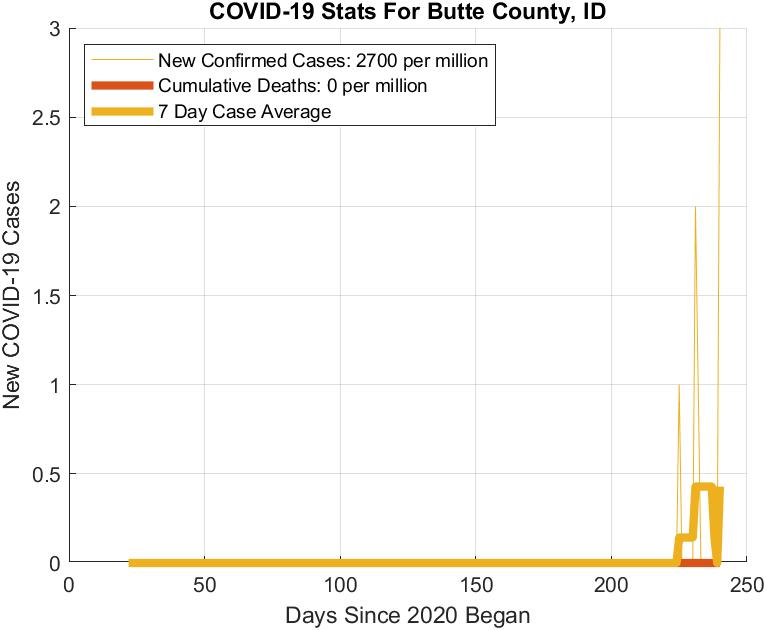 COVID-19 Stats For Butte County, ID
New Confirmed Cases: 2700 per million
Cumulative Deaths: 0 per million
7 Day Case Average
New COVID-19 Cases
3
2.5
2
1.5
1
0.5
0
0 50 100 150 200 250
Days Since 2020 Began